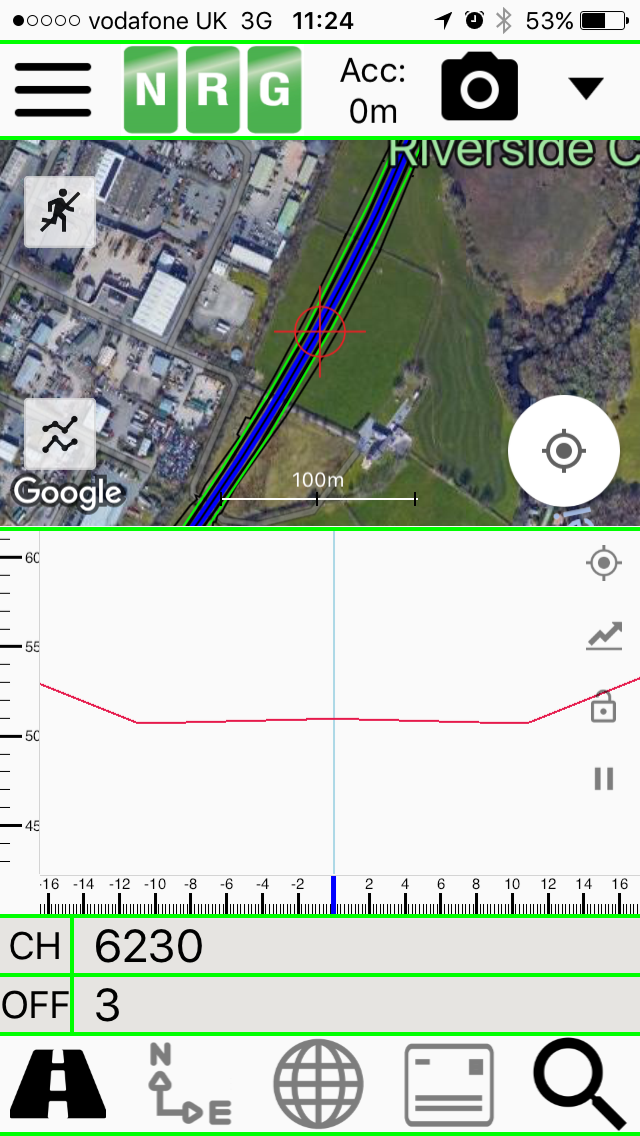 vodafone UK 3G 11:24 53%
N R G
Acc:
0m
Riverside C
100m
Google
60
55
50
45
-16 -14 -12 -10 -8 -6 -4 -2 2 4 6 8 10 12 14 16
CH 6230
OFF 3
N
E